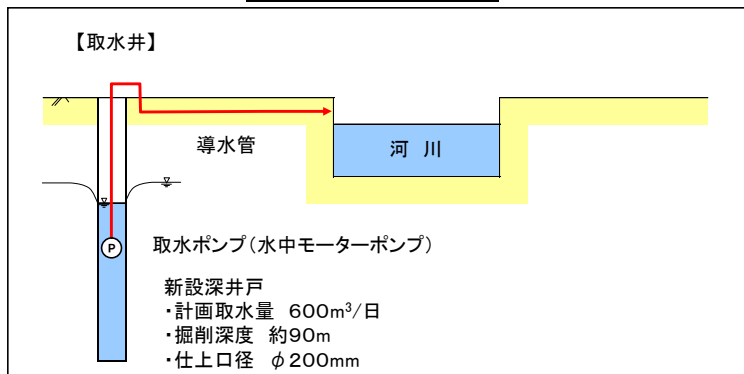 【取水井】
導水管
河 川
P
取水ポンプ(水中モーターポンプ)
新設深井戸
・計画取水量 600m³/日
・掘削深度 約90m
・仕上口径 φ200mm